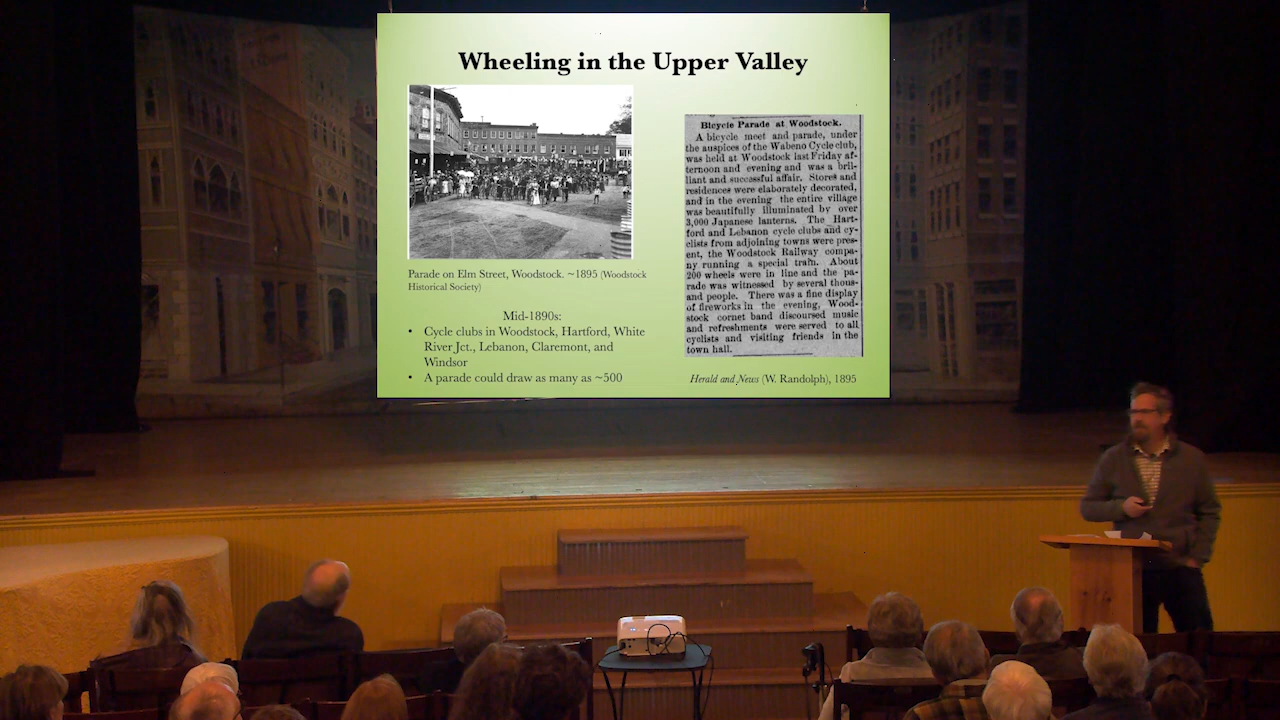 Wheeling in the Upper Valley
Parade on Elm Street, Woodstock. ~1895 (Woodstock
Historical Society)
Mid-1890s:
• Cycle clubs in Woodstock, Hartford, White
River Jct., Lebanon, Claremont, and
Windsor
• A parade could draw as many as ~500
Bicycle Parade at Woodstock.
A bicycle meet and parade, under
the auspices of the Wabeno Cycle club,
was held at Woodstock last Friday af-
ternoon and evening and was a bril-
liant and successful affair. Stores and
residences were elaborately decorated,
and in the evening the entire village
was beautifully illuminated by over
3,000 Japanese lanterns. The Hart-
ford and Lebanon cycle clubs and cy-
clists from adjoining towns were pres-
ent, the Woodstock Railway compa-
ny running a special train. About
200 wheels were in line and the pa-
rade was witnessed by several thous-
and people. There was a fine display
of fireworks in the evening, Wood-
stock cornet band discoursed music
and refreshments were served to all
cyclists and visiting friends in the
town hall.
Herald and News (W. Randolph), 1895